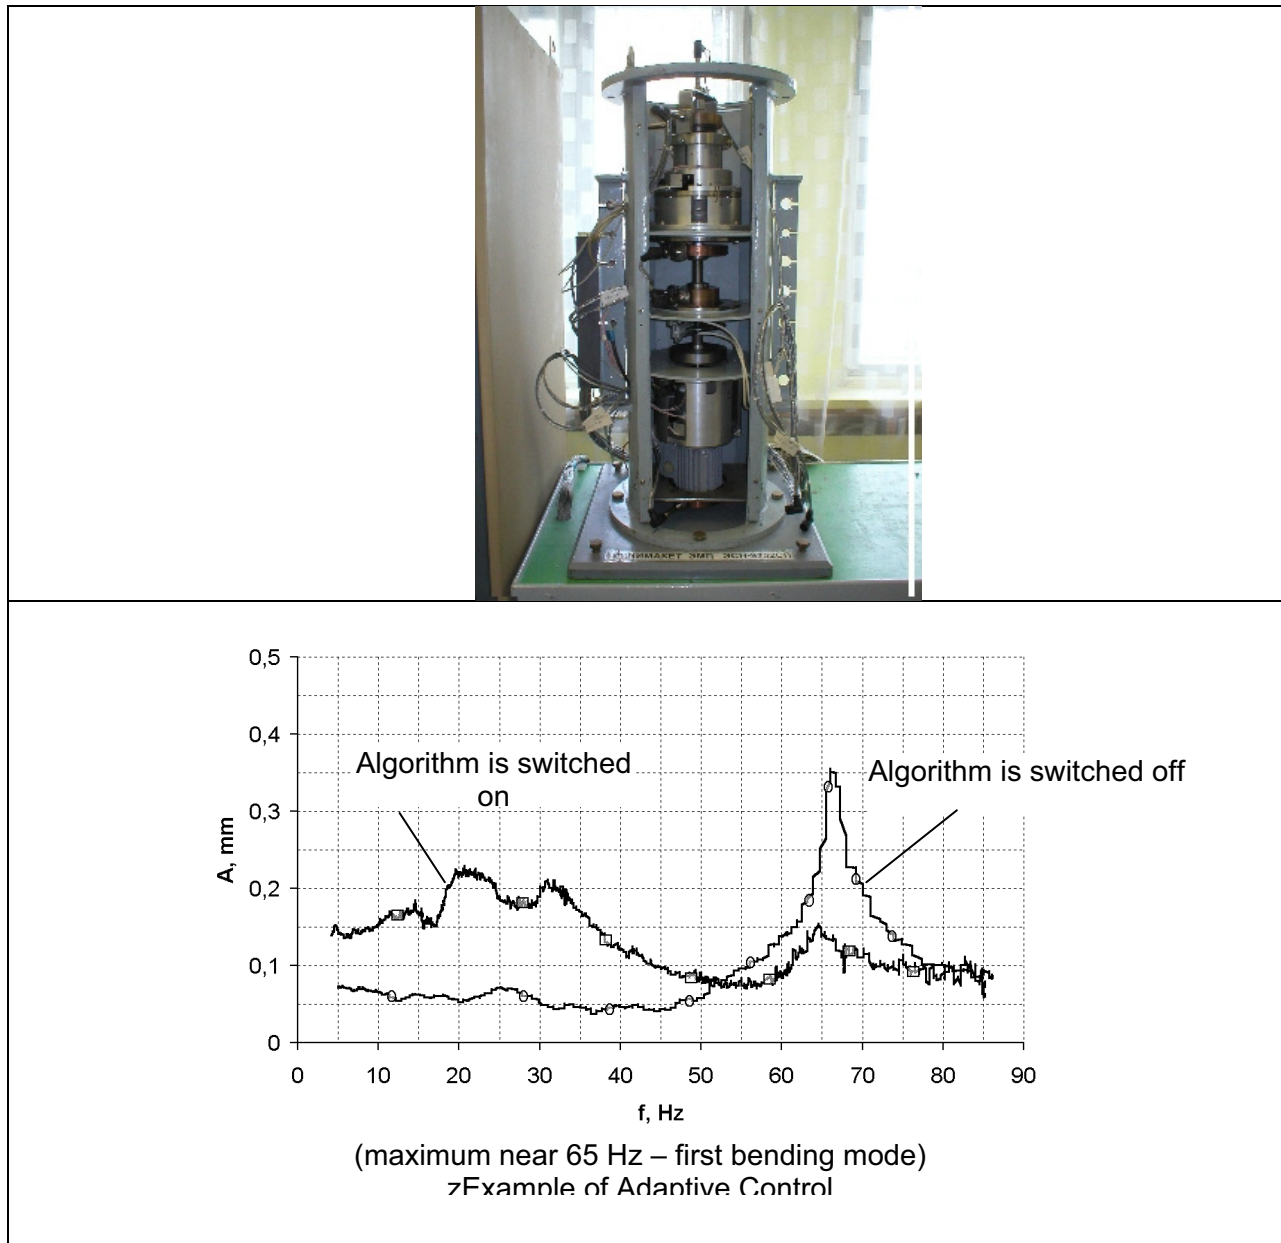 МИНИМАКЕТ ЭМП
0,5
0,4
Algorithm is switched
on
Algorithm is switched off
0,3
A, mm
0,2
0,1
0
0 10 20 30 40 50 60 70 80 90
f, Hz
(maximum near 65 Hz – first bending mode)
zExample of Adaptive Control